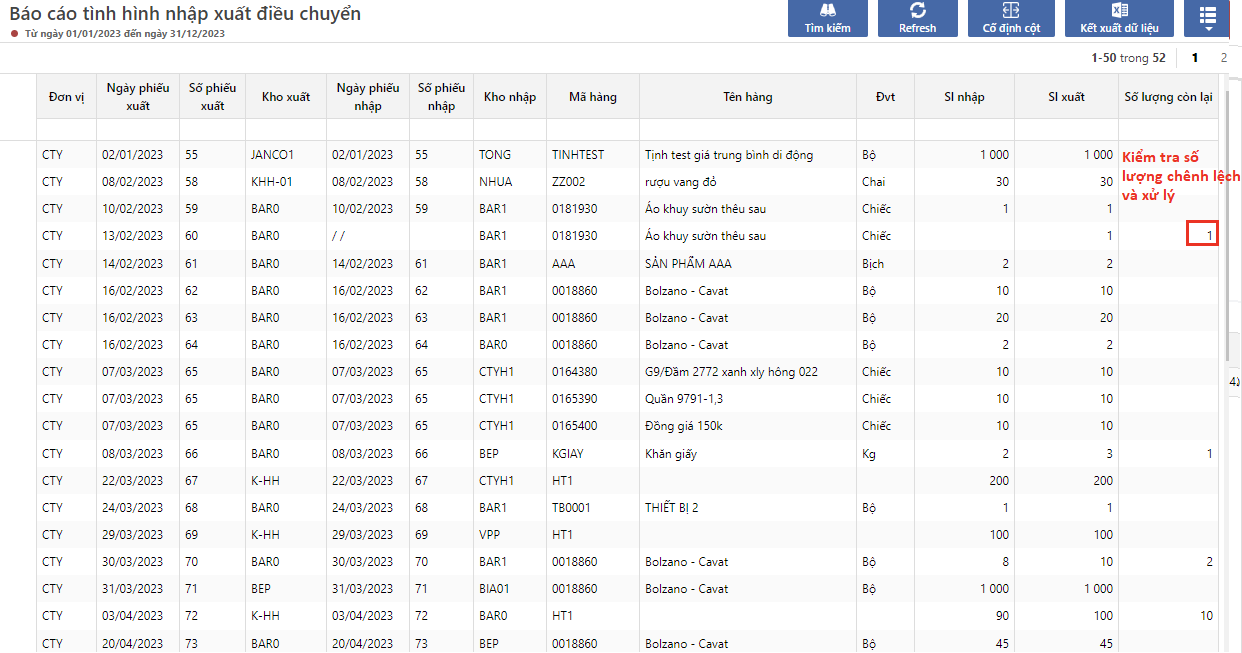 Báo cáo tình hình nhập xuất điều chuyển
Từ ngày 01/01/2023 đến ngày 31/12/2023
Tìm kiếm Refresh Cố định cột Kết xuất dữ liệu
1-50 trong 52 1 2
Đơn vị Ngày phiếu xuất Số phiếu xuất Kho xuất Ngày phiếu nhập Số phiếu nhập Kho nhập Mã hàng Tên hàng Đvt Sl nhập Sl xuất Số lượng còn lại
CTY 02/01/2023 55 JANCO1 02/01/2023 55 TONG TINHTEST Tịnh test giá trung bình di động Bộ 1 000 1 000
Kiểm tra số
lượng chênh lệch
và xử lý
CTY 08/02/2023 58 KHH-01 08/02/2023 58 NHUA ZZ002 rượu vang đỏ Chai 30 30
CTY 10/02/2023 59 BAR0 10/02/2023 59 BAR1 0181930 Áo khuy sườn thêu sau Chiếc 1 1
CTY 13/02/2023 60 BAR0 / / BAR1 0181930 Áo khuy sườn thêu sau Chiếc 1 1
CTY 14/02/2023 61 BAR0 14/02/2023 61 BAR1 AAA SẢN PHẨM AAA Bịch 2 2
CTY 16/02/2023 62 BAR0 16/02/2023 62 BAR1 0018860 Bolzano - Cavat Bộ 10 10
CTY 16/02/2023 63 BAR0 16/02/2023 63 BAR1 0018860 Bolzano - Cavat Bộ 20 20
CTY 16/02/2023 64 BAR0 16/02/2023 64 BAR0 0018860 Bolzano - Cavat Bộ 2 2
CTY 07/03/2023 65 BAR0 07/03/2023 65 CTYH1 0164380 G9/Đầm 2772 xanh xly hông 022 Chiếc 10 10
CTY 07/03/2023 65 BAR0 07/03/2023 65 CTYH1 0165390 Quần 9791-1,3 Chiếc 10 10
CTY 07/03/2023 65 BAR0 07/03/2023 65 CTYH1 0165400 Đồng giá 150k Chiếc 10 10
CTY 08/03/2023 66 BAR0 08/03/2023 66 BEP KGIAY Khăn giấy Kg 2 3 1
CTY 22/03/2023 67 K-HH 22/03/2023 67 CTYH1 HT1 200 200
CTY 24/03/2023 68 BAR0 24/03/2023 68 BAR1 TB0001 THIẾT BỊ 2 Bộ 1 1
CTY 29/03/2023 69 K-HH 29/03/2023 69 VPP HT1 100 100
CTY 30/03/2023 70 BAR0 30/03/2023 70 BAR1 0018860 Bolzano - Cavat Bộ 8 10 2
CTY 31/03/2023 71 BEP 31/03/2023 71 BIA01 0018860 Bolzano - Cavat Bộ 1 000 1 000
CTY 03/04/2023 72 K-HH 03/04/2023 72 BAR0 HT1 90 100 10
CTY 20/04/2023 73 BAR0 20/04/2023 73 BEP 0018860 Bolzano - Cavat Bộ 45 45